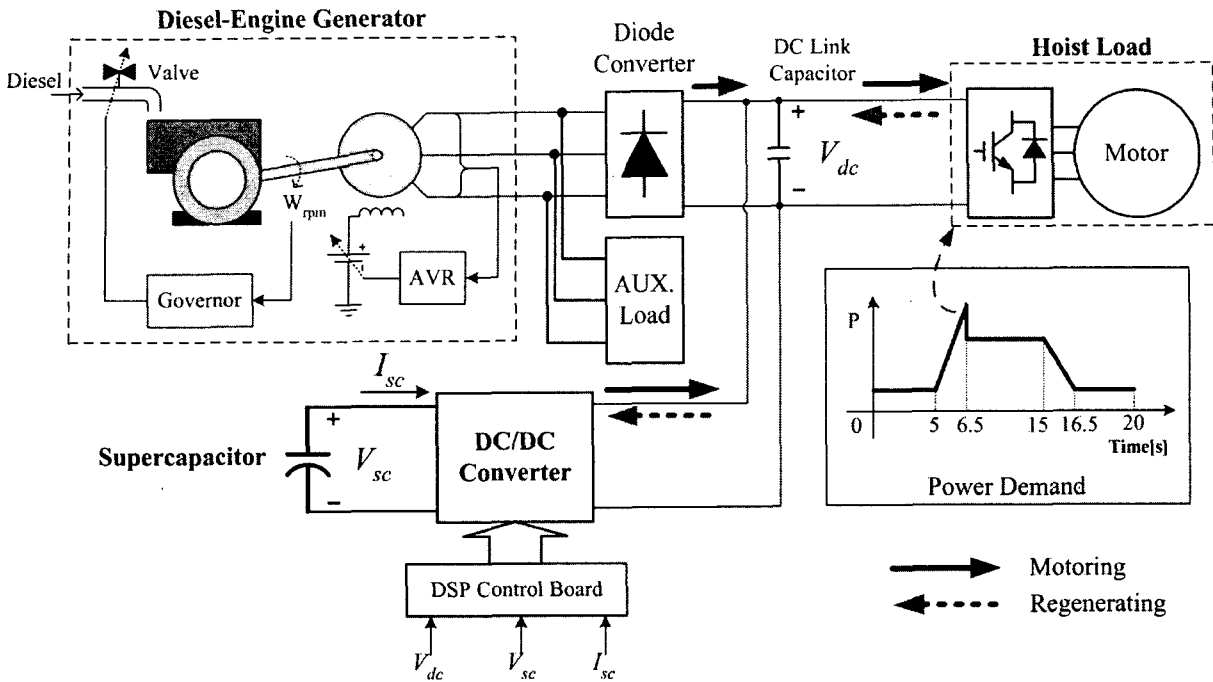 Diesel-Engine Generator
Diesel
Valve
W_rpm
Governor
AVR
Diode
Converter
AUX.
Load
DC Link
Capacitor
+
V_dc
−
Hoist Load
Motor
P
0
5
6.5
15
16.5
20
Time[s]
Power Demand
I_sc
Supercapacitor
+
V_sc
−
DC/DC
Converter
DSP Control Board
V_dc
V_sc
I_sc
Motoring
Regenerating